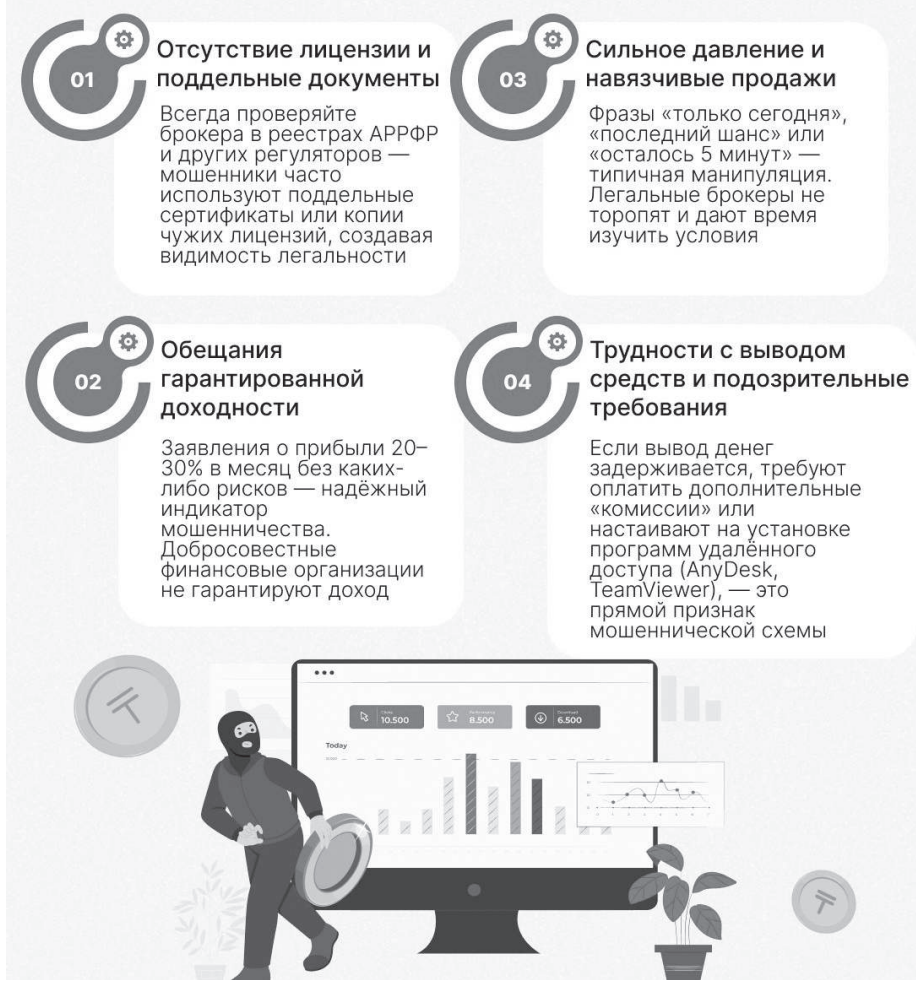 01
Отсутствие лицензии и
поддельные документы
Всегда проверяйте
брокера в реестрах АРРФР
и других регуляторов —
мошенники часто
используют поддельные
сертификаты или копии
чужих лицензий, создавая
видимость легальности
02
Обещания
гарантированной
доходности
Заявления о прибыли 20–
30% в месяц без каких-
либо рисков — надёжный
индикатор
мошенничества.
Добросовестные
финансовые организации
не гарантируют доход
03
Сильное давление и
навязчивые продажи
Фразы «только сегодня»,
«последний шанс» или
«осталось 5 минут» —
типичная манипуляция.
Легальные брокеры не
торопят и дают время
изучить условия
04
Трудности с выводом
средств и подозрительные
требования
Если вывод денег
задерживается, требуют
оплатить дополнительные
«комиссии» или
настаивают на установке
программ удалённого
доступа (AnyDesk,
TeamViewer), — это
прямой признак
мошеннической схемы
10.500
8.500
6.500
Today
₸
₸